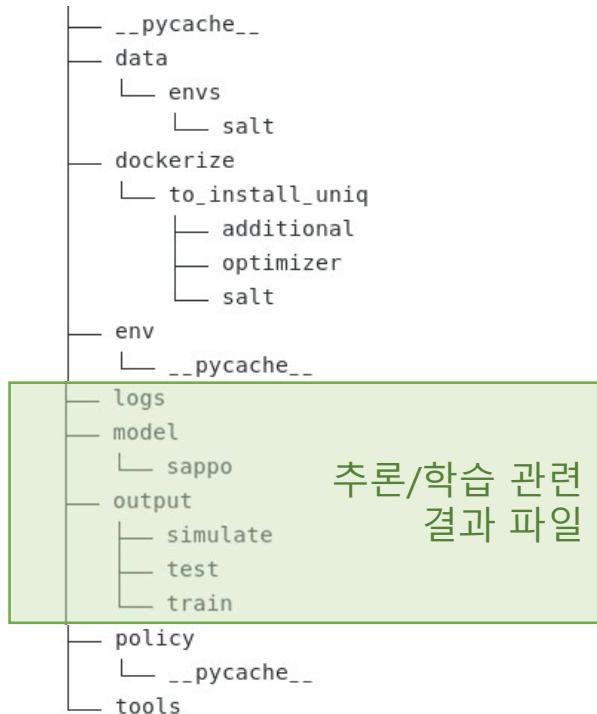 __pycache__
data
envs
salt
dockerize
to_install_uniq
additional
optimizer
salt
env
__pycache__
logs
model
sappo
output
simulate
test
train
추론/학습 관련
결과 파일
policy
__pycache__
tools